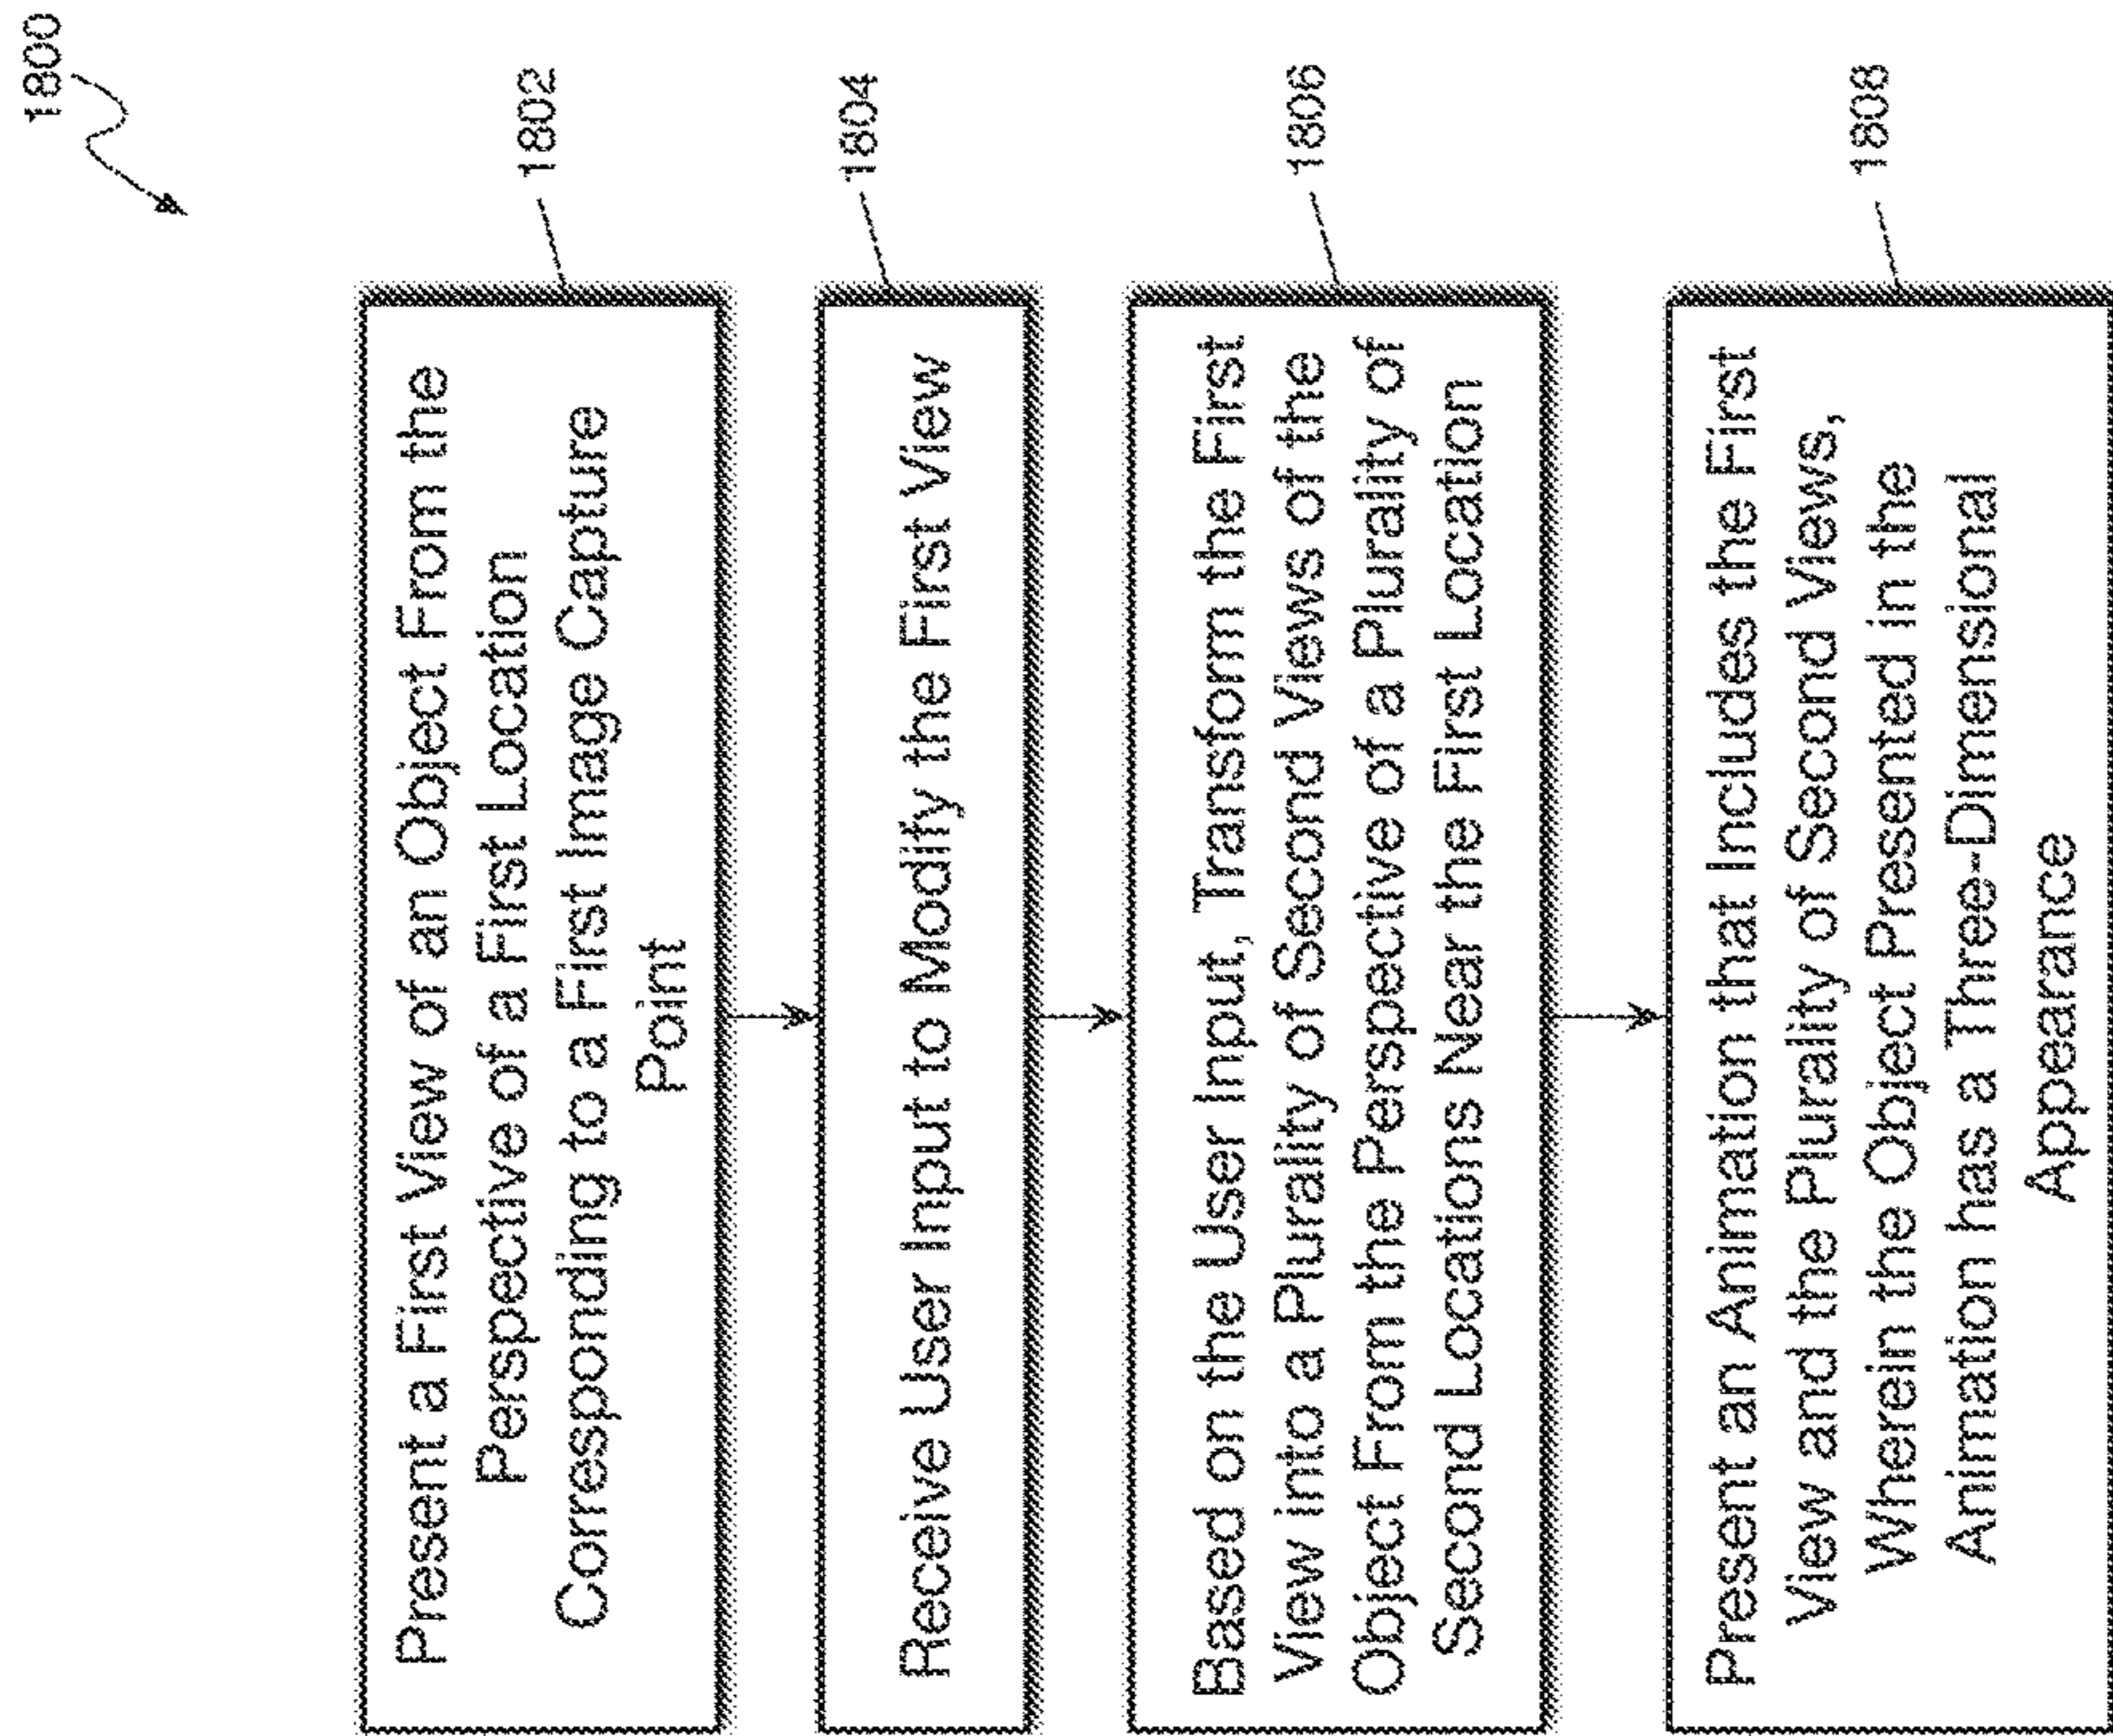 1800
Present a First View of an Object From the
Perspective of a First Location
Corresponding to a First Image Capture
Point
1802
Receive User Input to Modify the First View
1804
Based on the User Input, Transform the First
View into a Plurality of Second Views of the
Object From the Perspective of a Plurality of
Second Locations Near the First Location
1806
Present an Animation that Includes the First
View and the Plurality of Second Views,
Wherein the Object Presented in the
Animation has a Three-Dimensional
Appearance
1808